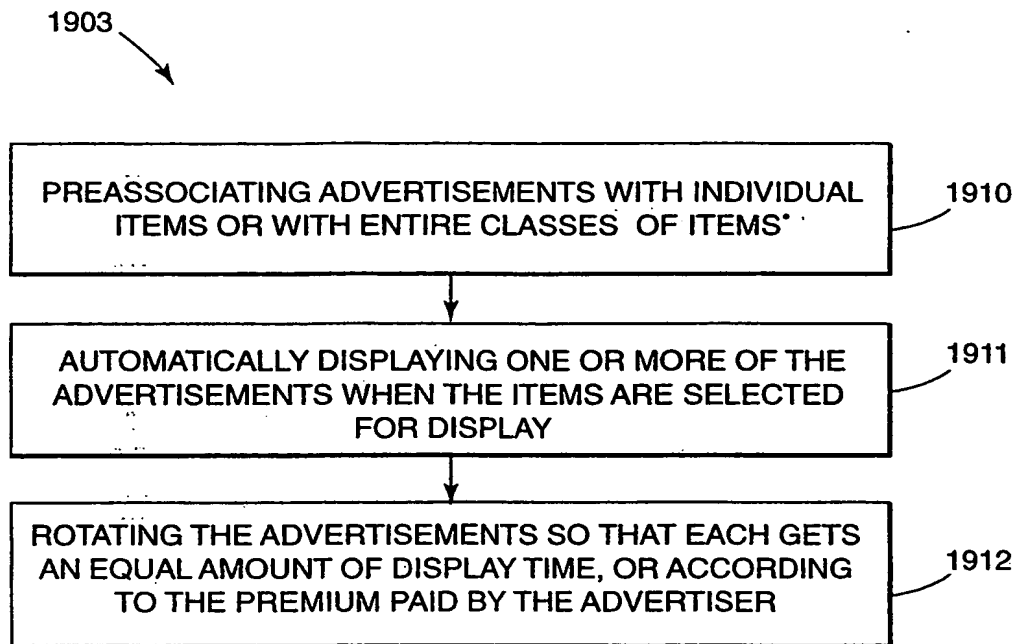 1903
PREASSOCIATING ADVERTISEMENTS WITH INDIVIDUAL
ITEMS OR WITH ENTIRE CLASSES OF ITEMS
1910
AUTOMATICALLY DISPLAYING ONE OR MORE OF THE
ADVERTISEMENTS WHEN THE ITEMS ARE SELECTED
FOR DISPLAY
1911
ROTATING THE ADVERTISEMENTS SO THAT EACH GETS
AN EQUAL AMOUNT OF DISPLAY TIME, OR ACCORDING
TO THE PREMIUM PAID BY THE ADVERTISER
1912